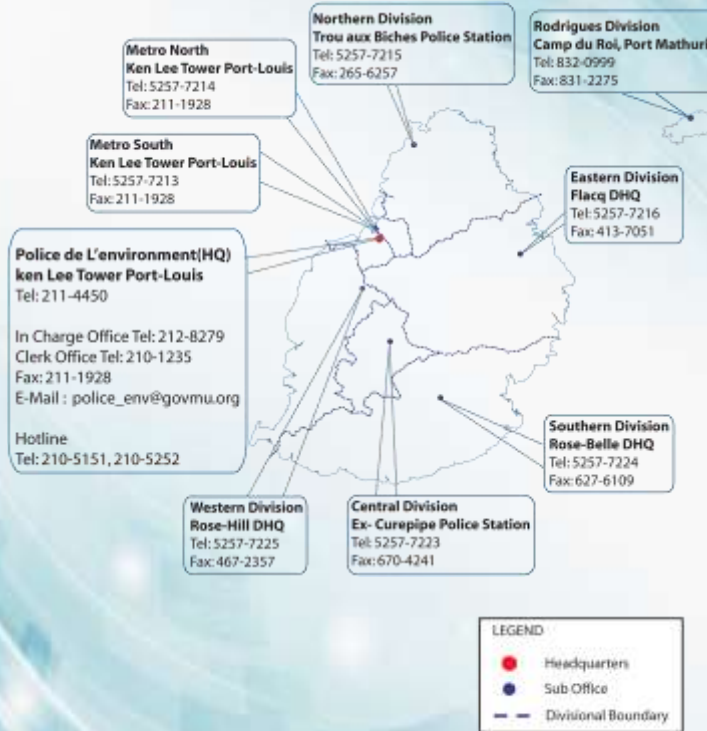 Northern Division
Trou aux Biches Police Station
Tel: 5257-7215
Fax: 265-6257
Rodrigues Division
Camp du Roi, Port Mathuri
Tel: 832-0999
Fax: 831-2275
Metro North
Ken Lee Tower Port-Louis
Tel: 5257-7214
Fax: 211-1928
Metro South
Ken Lee Tower Port-Louis
Tel: 5257-7213
Fax: 211-1928
Eastern Division
Flacq DHQ
Tel: 5257-7216
Fax: 413-7051
Police de L'environment(HQ)
ken Lee Tower Port-Louis
Tel: 211-4450
In Charge Office Tel: 212-8279
Clerk Office Tel: 210-1235
Fax: 211-1928
E-Mail : police_env@govmu.org
Hotline
Tel: 210-5151, 210-5252
Southern Division
Rose-Belle DHQ
Tel: 5257-7224
Fax: 627-6109
Western Division
Rose-Hill DHQ
Tel: 5257-7225
Fax: 467-2357
Central Division
Ex- Curepipe Police Station
Tel: 5257-7223
Fax: 670-4241
LEGEND
Headquarters
Sub Office
Divisional Boundary